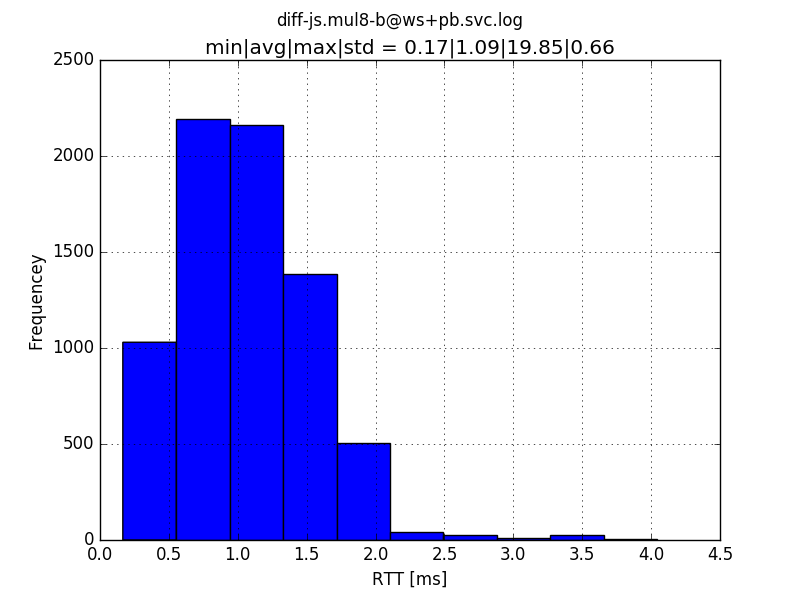 diff-js.mul8-b@ws+pb.svc.log
min|avg|max|std = 0.17|1.09|19.85|0.66
2500
2000
1500
1000
500
0
Frequencey
0.0 0.5 1.0 1.5 2.0 2.5 3.0 3.5 4.0 4.5
RTT [ms]